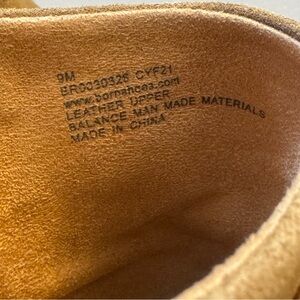 9M
BR0030326 CYF21
www.bornshoes.com
LEATHER UPPER
BALANCE MAN MADE MATERIALS
MADE IN CHINA